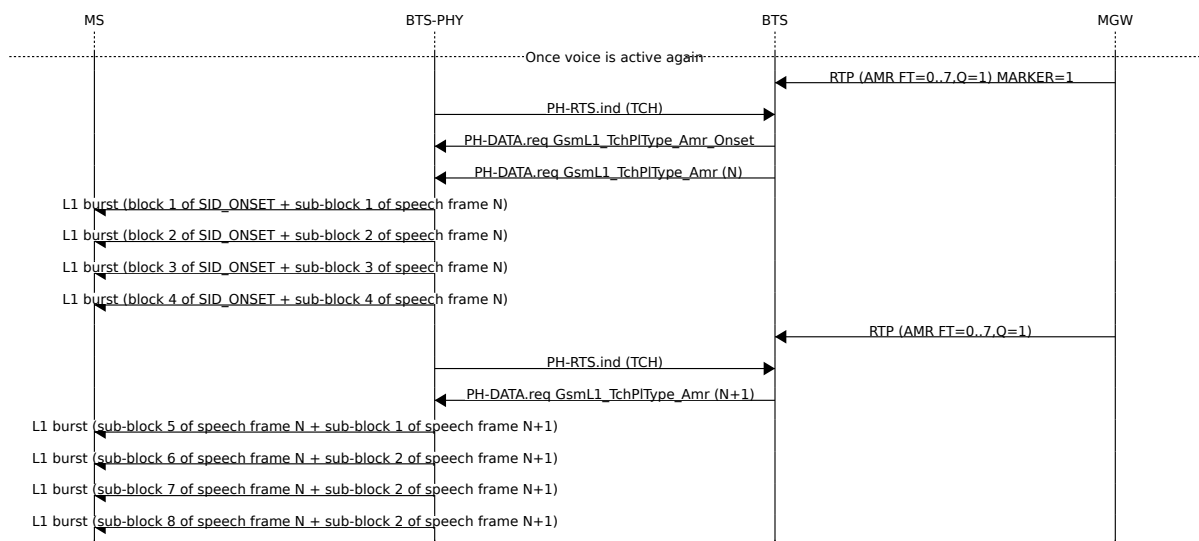 MS BTS-PHY BTS MGW
Once voice is active again
RTP (AMR FT=0..7,Q=1) MARKER=1
PH-RTS.ind (TCH)
PH-DATA.req GsmL1_TchPlType_Amr_Onset
PH-DATA.req GsmL1_TchPlType_Amr (N)
L1 burst (block 1 of SID_ONSET + sub-block 1 of speech frame N)
L1 burst (block 2 of SID_ONSET + sub-block 2 of speech frame N)
L1 burst (block 3 of SID_ONSET + sub-block 3 of speech frame N)
L1 burst (block 4 of SID_ONSET + sub-block 4 of speech frame N)
RTP (AMR FT=0..7,Q=1)
PH-RTS.ind (TCH)
PH-DATA.req GsmL1_TchPlType_Amr (N+1)
L1 burst (sub-block 5 of speech frame N + sub-block 1 of speech frame N+1)
L1 burst (sub-block 6 of speech frame N + sub-block 2 of speech frame N+1)
L1 burst (sub-block 7 of speech frame N + sub-block 2 of speech frame N+1)
L1 burst (sub-block 8 of speech frame N + sub-block 2 of speech frame N+1)